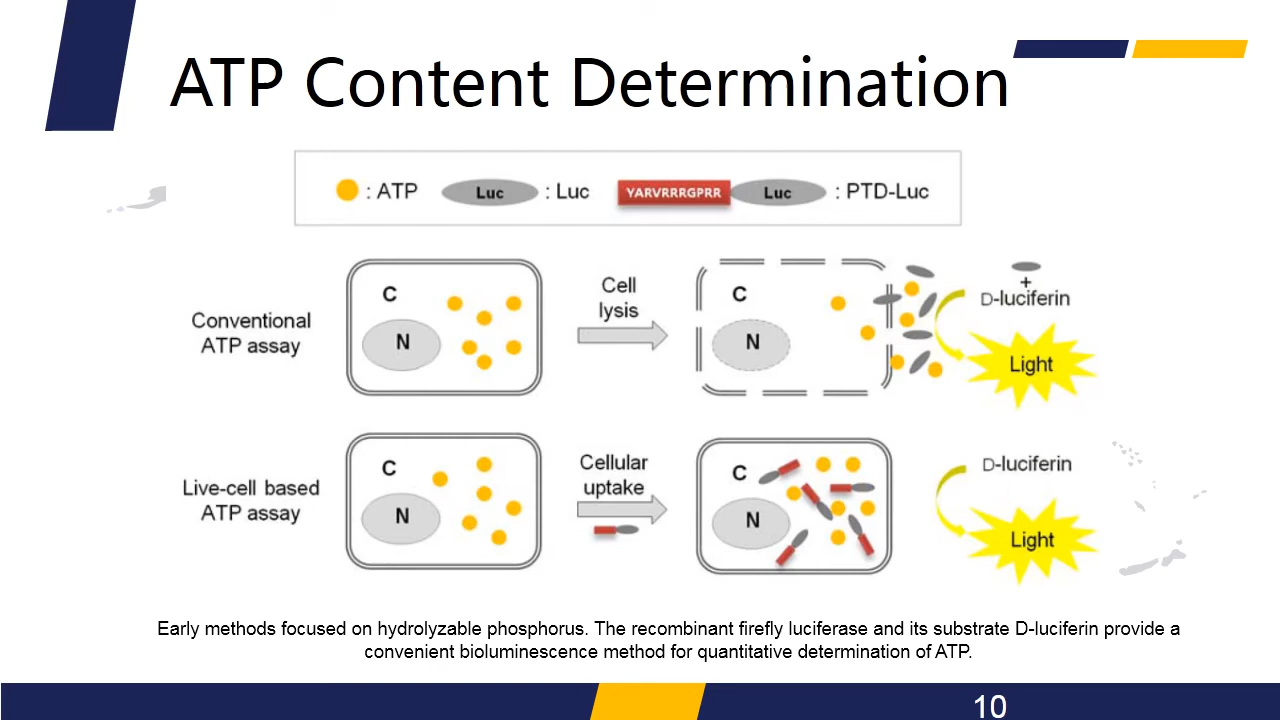 ATP Content Determination
: ATP
Luc
: Luc
YARVRRRGPRR
Luc
: PTD-Luc
Conventional
ATP assay
C
N
Cell
lysis
C
N
+
D-luciferin
Light
Live-cell based
ATP assay
C
N
Cellular
uptake
C
N
D-luciferin
Light
Early methods focused on hydrolyzable phosphorus. The recombinant firefly luciferase and its substrate D-luciferin provide a
convenient bioluminescence method for quantitative determination of ATP.
10